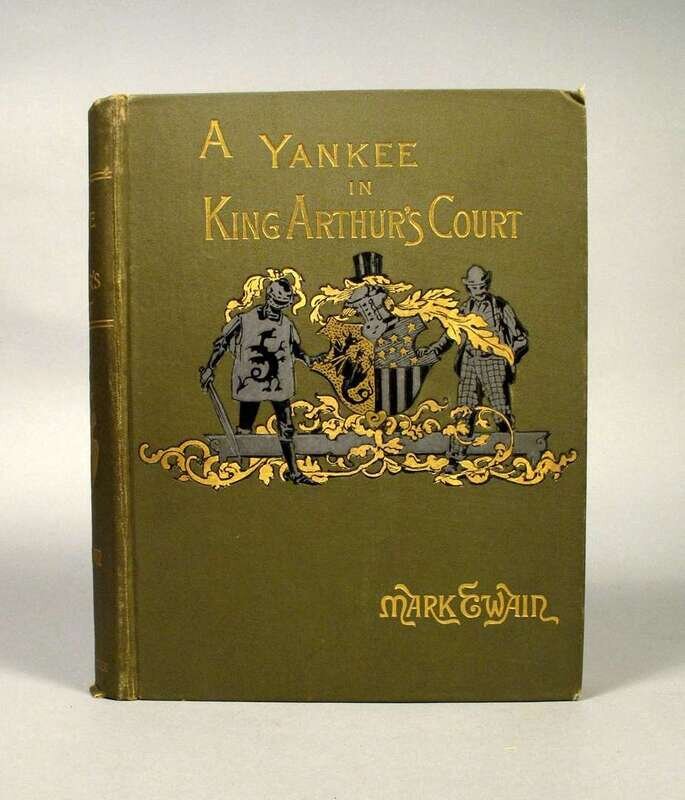 A YANKEE
IN
KING ARTHUR'S COURT
MARK TWAIN